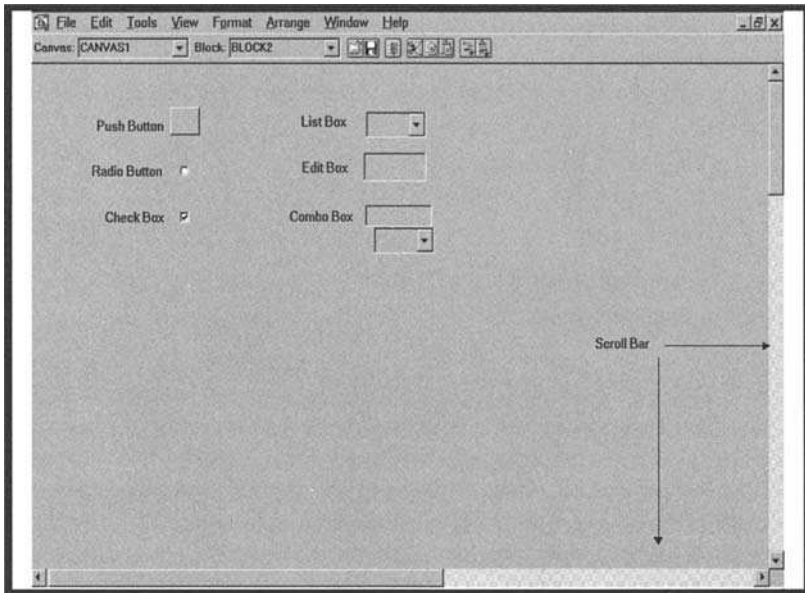 File Edit Tools View Format Arrange Window Help
Canvas: CANVAS1 Block: BLOCK2
Push Button
List Box
Radio Button
Edit Box
Check Box
Combo Box
Scroll Bar